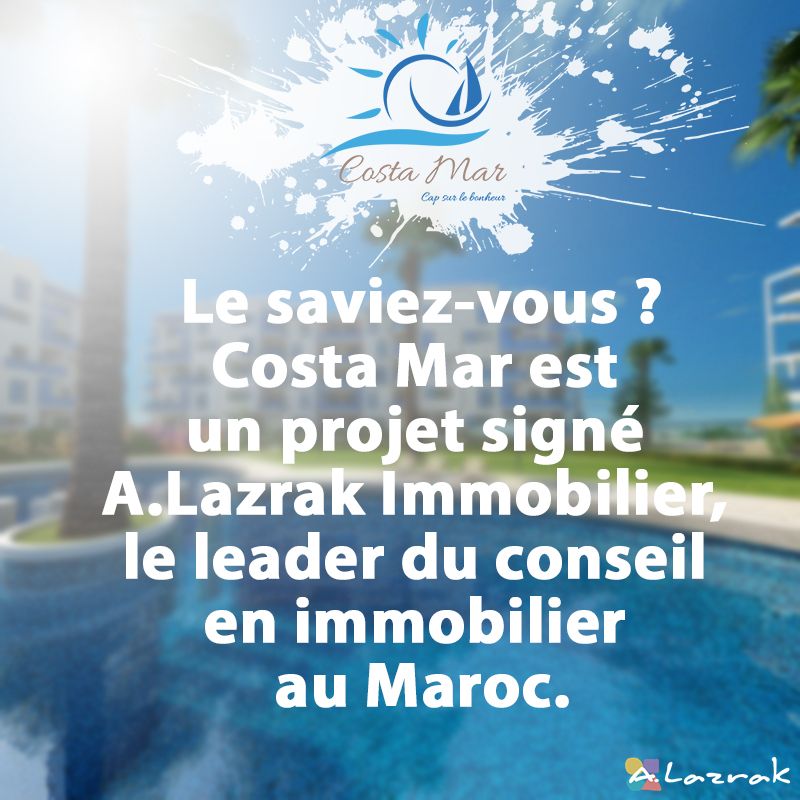 Costa Mar
Cap sur le bonheur
Le saviez-vous ?
Costa Mar est
un projet signé
A.Lazrak Immobilier,
le leader du conseil
en immobilier
au Maroc.
A.Lazrak